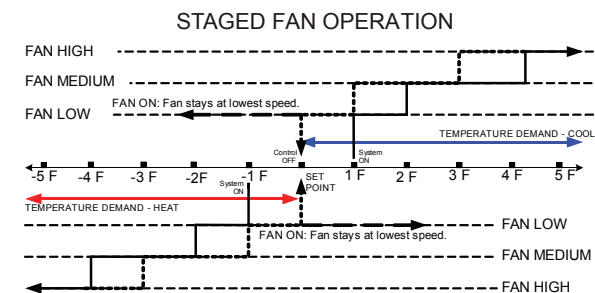 STAGED FAN OPERATION
FAN HIGH
FAN MEDIUM
FAN LOW
FAN ON: Fan stays at lowest speed.
TEMPERATURE DEMAND - COOL
Control
OFF
System
ON
-5 F -4 F -3 F -2 F -1 F 1 F 2 F 3 F 4 F 5 F
SET
POINT
System
ON
TEMPERATURE DEMAND - HEAT
FAN LOW
FAN ON: Fan stays at lowest speed.
FAN MEDIUM
FAN HIGH